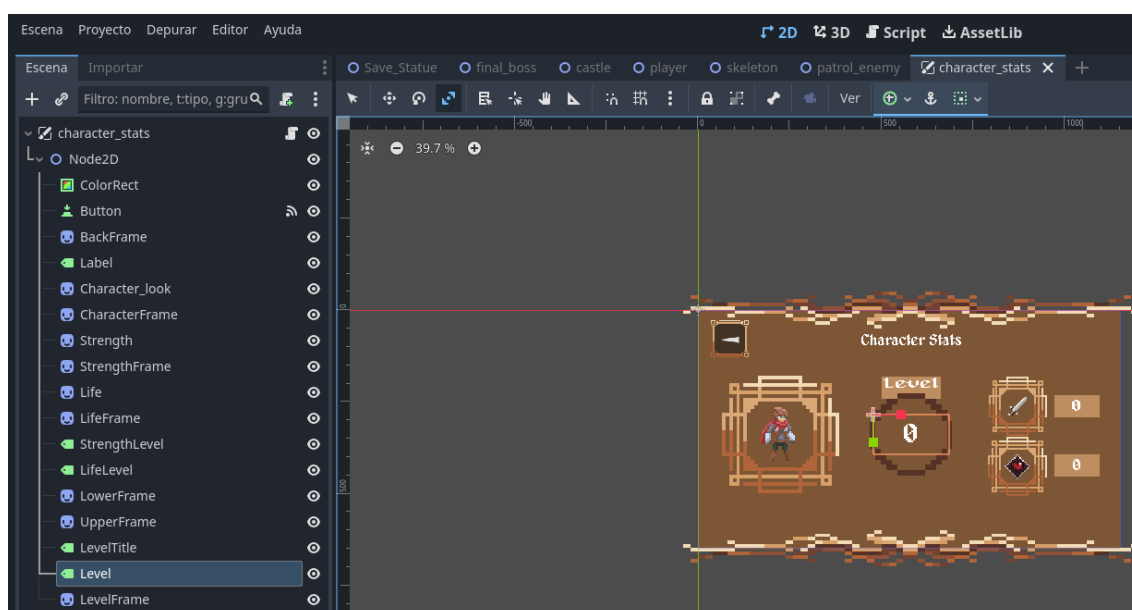 Escena Proyecto Depurar Editor Ayuda 2D 3D Script AssetLib
Escena Importar Save_Statue final_boss castle player skeleton patrol_enemy character_stats
Filtro: nombre, t:tipo, g:gru Ver
character_stats -500 0 500 1000
39.7 %
Node2D
ColorRect
Button
BackFrame
Label
Character_look
CharacterFrame 0
Strength Character Stats
StrengthFrame
Life Level
LifeFrame 0
StrengthLevel 0
LifeLevel 0
LowerFrame 500
UpperFrame
LevelTitle
Level
LevelFrame